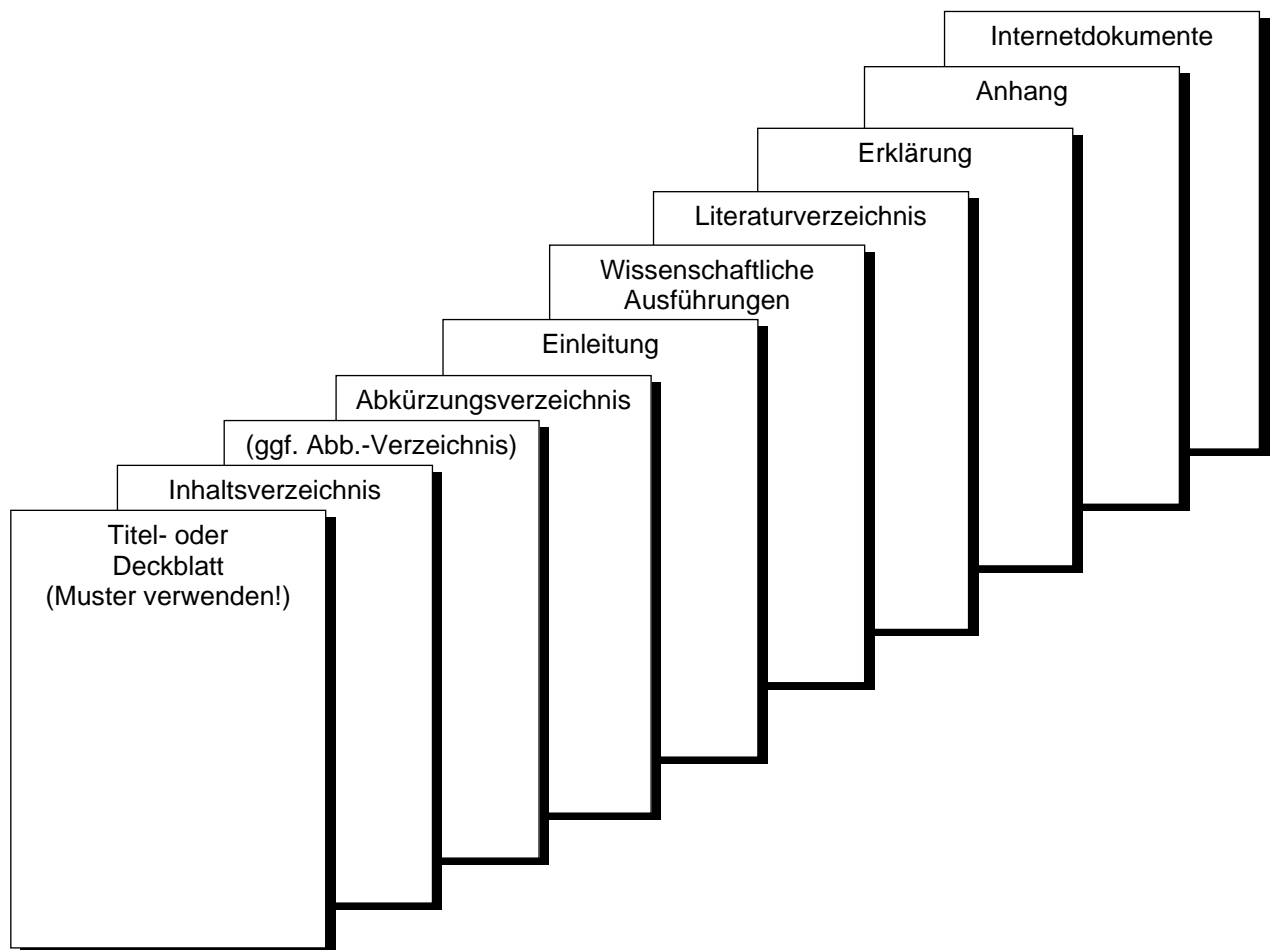 Internetdokumente
Anhang
Erklärung
Literaturverzeichnis
Wissenschaftliche
Ausführungen
Einleitung
Abkürzungsverzeichnis
(ggf. Abb.-Verzeichnis)
Inhaltsverzeichnis
Titel- oder
Deckblatt
(Muster verwenden!)